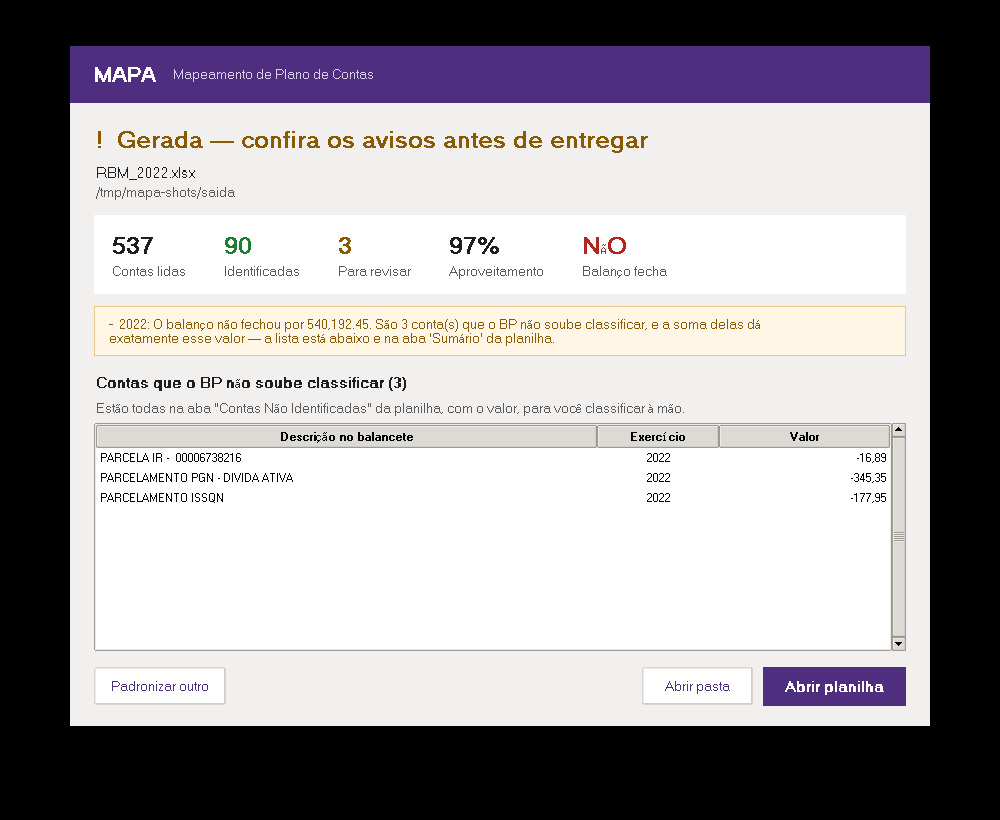 MAPA Mapeamento de Plano de Contas
! Gerada — confira os avisos antes de entregar
RBM_2022.xlsx
/tmp/mapa-shots/saida
537 90 3 97% NÃO
Contas lidas Identificadas Para revisar Aproveitamento Balanço fecha
- 2022: O balanço não fechou por 540,192.45. São 3 conta(s) que o BP não soube classificar, e a soma delas dá
exatamente esse valor — a lista está abaixo e na aba 'Sumário' da planilha.
Contas que o BP não soube classificar (3)
Estão todas na aba "Contas Não Identificadas" da planilha, com o valor, para você classificar à mão.
Descrição no balancete Exercício Valor
PARCELA IR - 00006738216 2022 -16,89
PARCELAMENTO PGN - DIVIDA ATIVA 2022 -345,35
PARCELAMENTO ISSQN 2022 -177,95
Padronizar outro Abrir pasta Abrir planilha